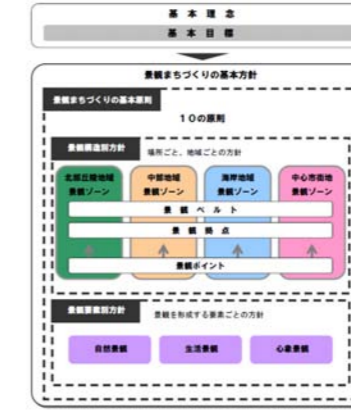 基本理念
基本目標
景観まちづくりの基本方針
景観まちづくりの基本原則
10の原則
景観構造別方針
場所ごと、地域ごとの方針
北部丘陵地域
景観ゾーン
中部地域
景観ゾーン
海岸地域
景観ゾーン
中心市街地
景観ゾーン
景観ベルト
景観拠点
景観ポイント
景観要素別方針
景観を形成する要素ごとの方針
自然景観
生活景観
心象景観